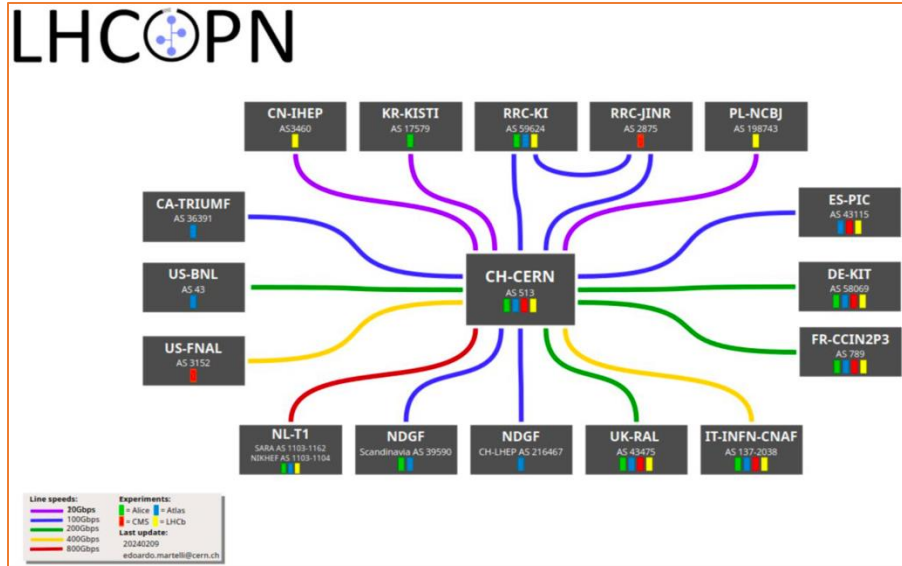 LHCOPN
CN-IHEP
AS3460
KR-KISTI
AS 17579
RRC-KI
AS 59624
RRC-JINR
AS 2875
PL-NCBJ
AS 198743
CA-TRIUMF
AS 36391
ES-PIC
AS 43115
US-BNL
AS 43
CH-CERN
AS 513
DE-KIT
AS 58069
US-FNAL
AS 3152
FR-CCIN2P3
AS 789
NL-T1
SARA AS 1103-1162
NIKHEF AS 1103-1104
NDGF
Scandinavia AS 39590
NDGF
CH-LHEP AS 216467
UK-RAL
AS 43475
IT-INFN-CNAF
AS 137-2038
Line speeds:
20Gbps
100Gbps
200Gbps
400Gbps
800Gbps
Experiments:
= Alice = Atlas
= CMS = LHCb
Last update:
20240209
edoardo.martelli@cern.ch